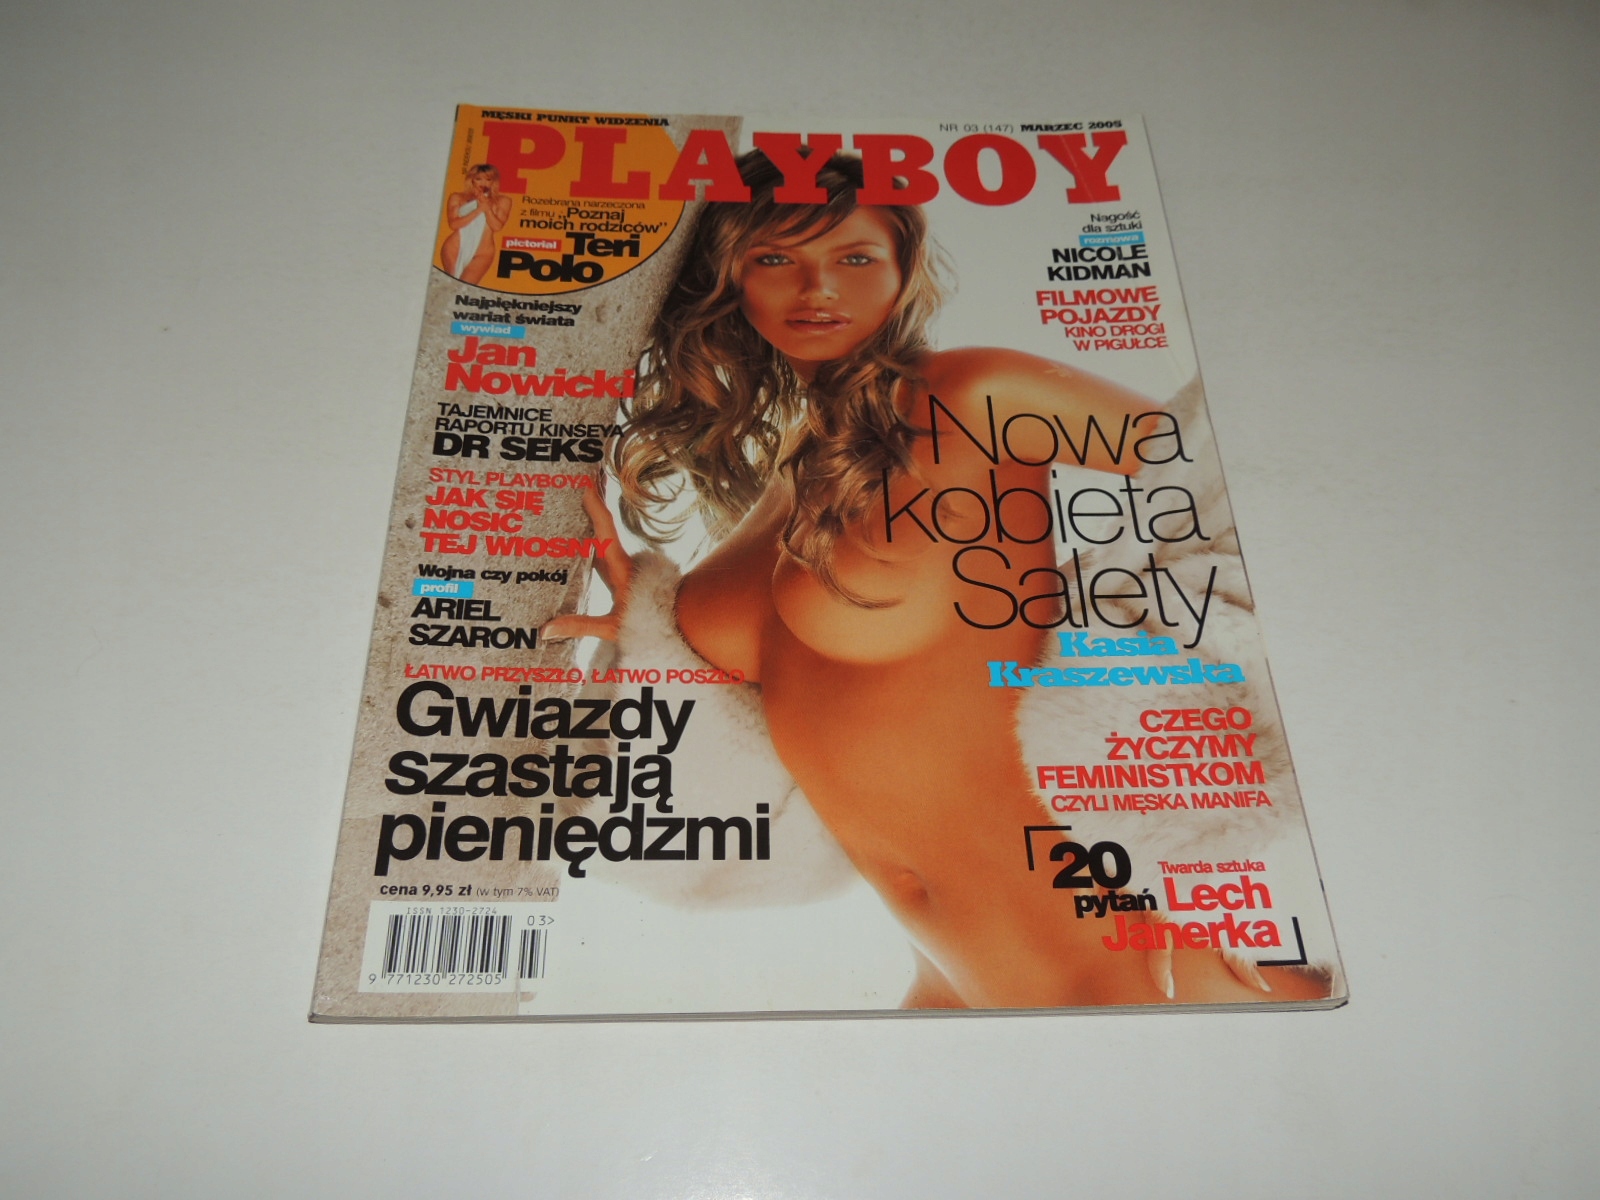 MĘSKI PUNKT WIDZENIA
NR 03 (147) MARZEC 2005
PLAYBOY
Rozebrana narzeczona
z filmu „Poznaj
moich rodziców”
pictorial Teri
Polo
Najpiękniejszy
wariat świata
wywiad
Jan
Nowicki
TAJEMNICE
RAPORTU KINSEYA
DR SEKS
STYL PLAYBOYA
JAK SIĘ
NOSIĆ
TEJ WIOSNY
Wojna czy pokój
profil
ARIEL
SZARON
ŁATWO PRZYSZŁO, ŁATWO POSZŁO
Gwiazdy
szastają
pieniędzmi
cena 9,95 zł (w tym 7% VAT)
ISSN 1230-2724
03>
9 771230 272505
Nagość
dla sztuki
rozmowa
NICOLE
KIDMAN
FILMOWE
POJAZDY
KINO DROGI
W PIGUŁCE
Nowa
kobieta
Salety
Kasia
Kraszewska
CZEGO
ŻYCZYMY
FEMINISTKOM
CZYLI MĘSKA MANIFA
20
pytań
Twarda sztuka
Lech
Janerka